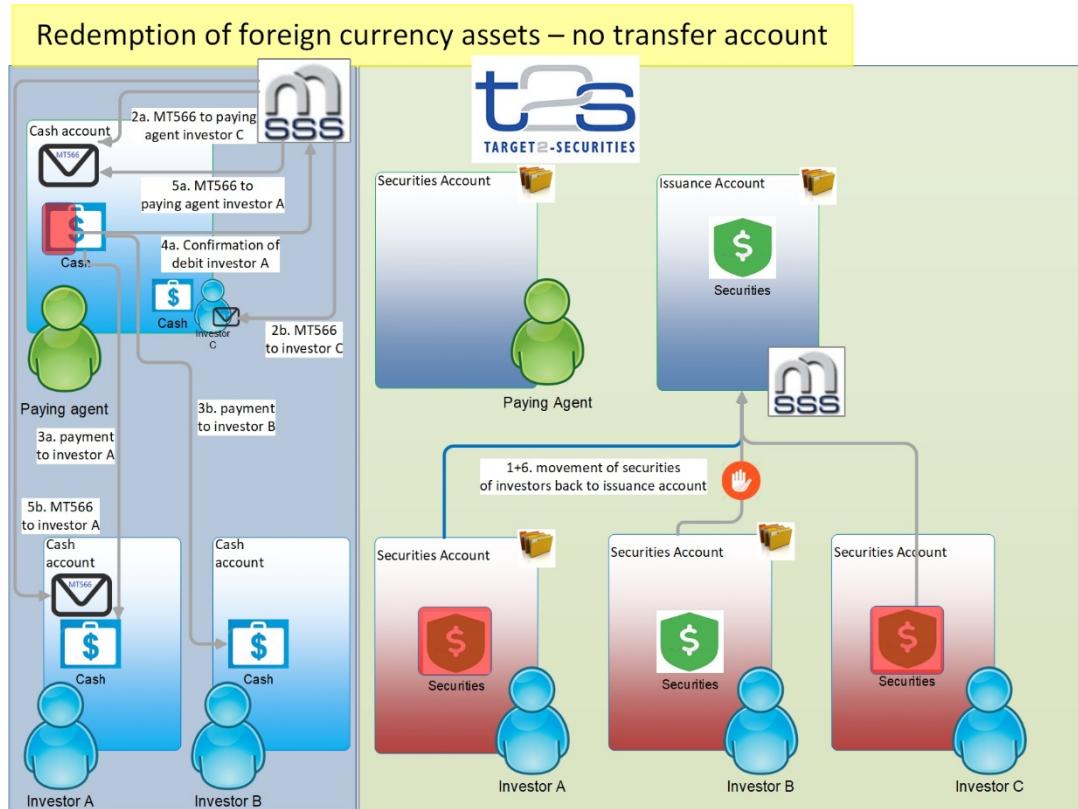 Redemption of foreign currency assets – no transfer account
m
SSS
t2s
TARGET2-SECURITIES
2a. MT566 to paying
agent investor C
Cash account
MT566
5a. MT566 to
paying agent investor A
4a. Confirmation of
debit investor A
Cash
Cash
Investor
C
2b. MT566
to investor C
Paying agent
3a. payment
to investor A
3b. payment
to investor B
5b. MT566
to investor A
Cash
account
MT566
Cash
Investor A
Cash
account
Cash
Investor B
Securities Account
Paying Agent
Issuance Account
Securities
m
SSS
1+6. movement of securities
of investors back to issuance account
Securities Account
Securities
Investor A
Securities Account
Securities
Investor B
Securities Account
Securities
Investor C